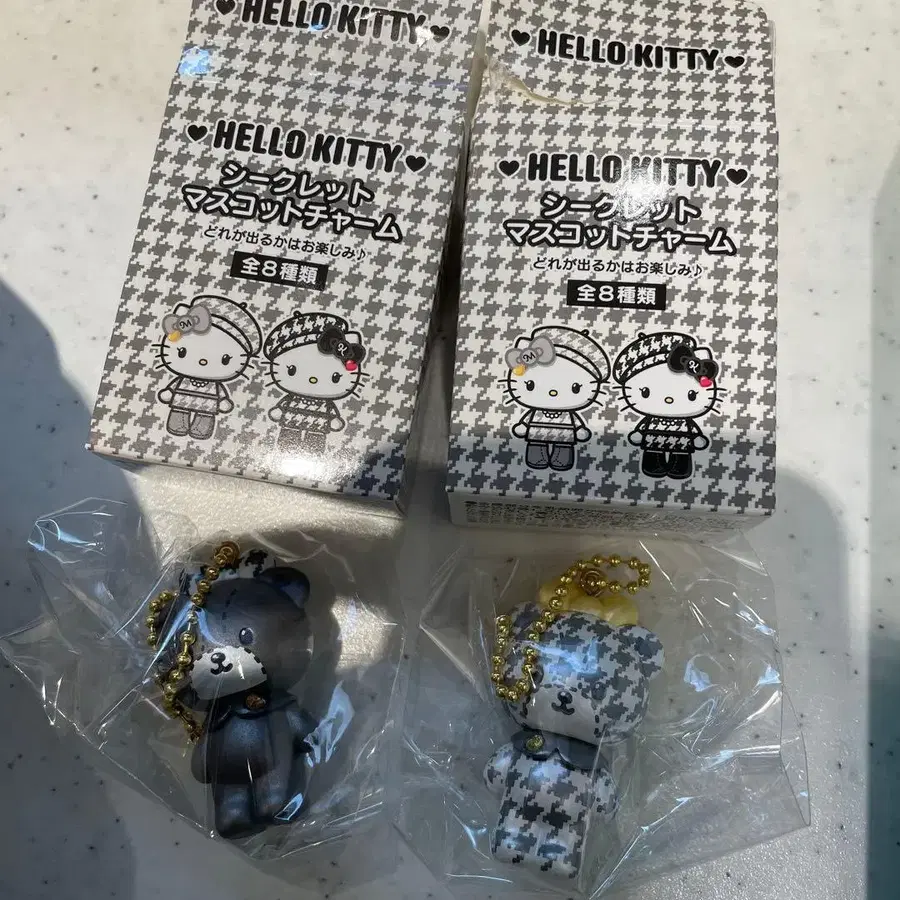 ♥HELLO KITTY♥
♥HELLO KITTY♥
シークレット
マスコットチャーム
どれが出るかはお楽しみ♪
全8種類
M
K
♥HELLO KITTY♥
♥HELLO KITTY♥
シークレット
マスコットチャーム
どれが出るかはお楽しみ♪
全8種類
M
K